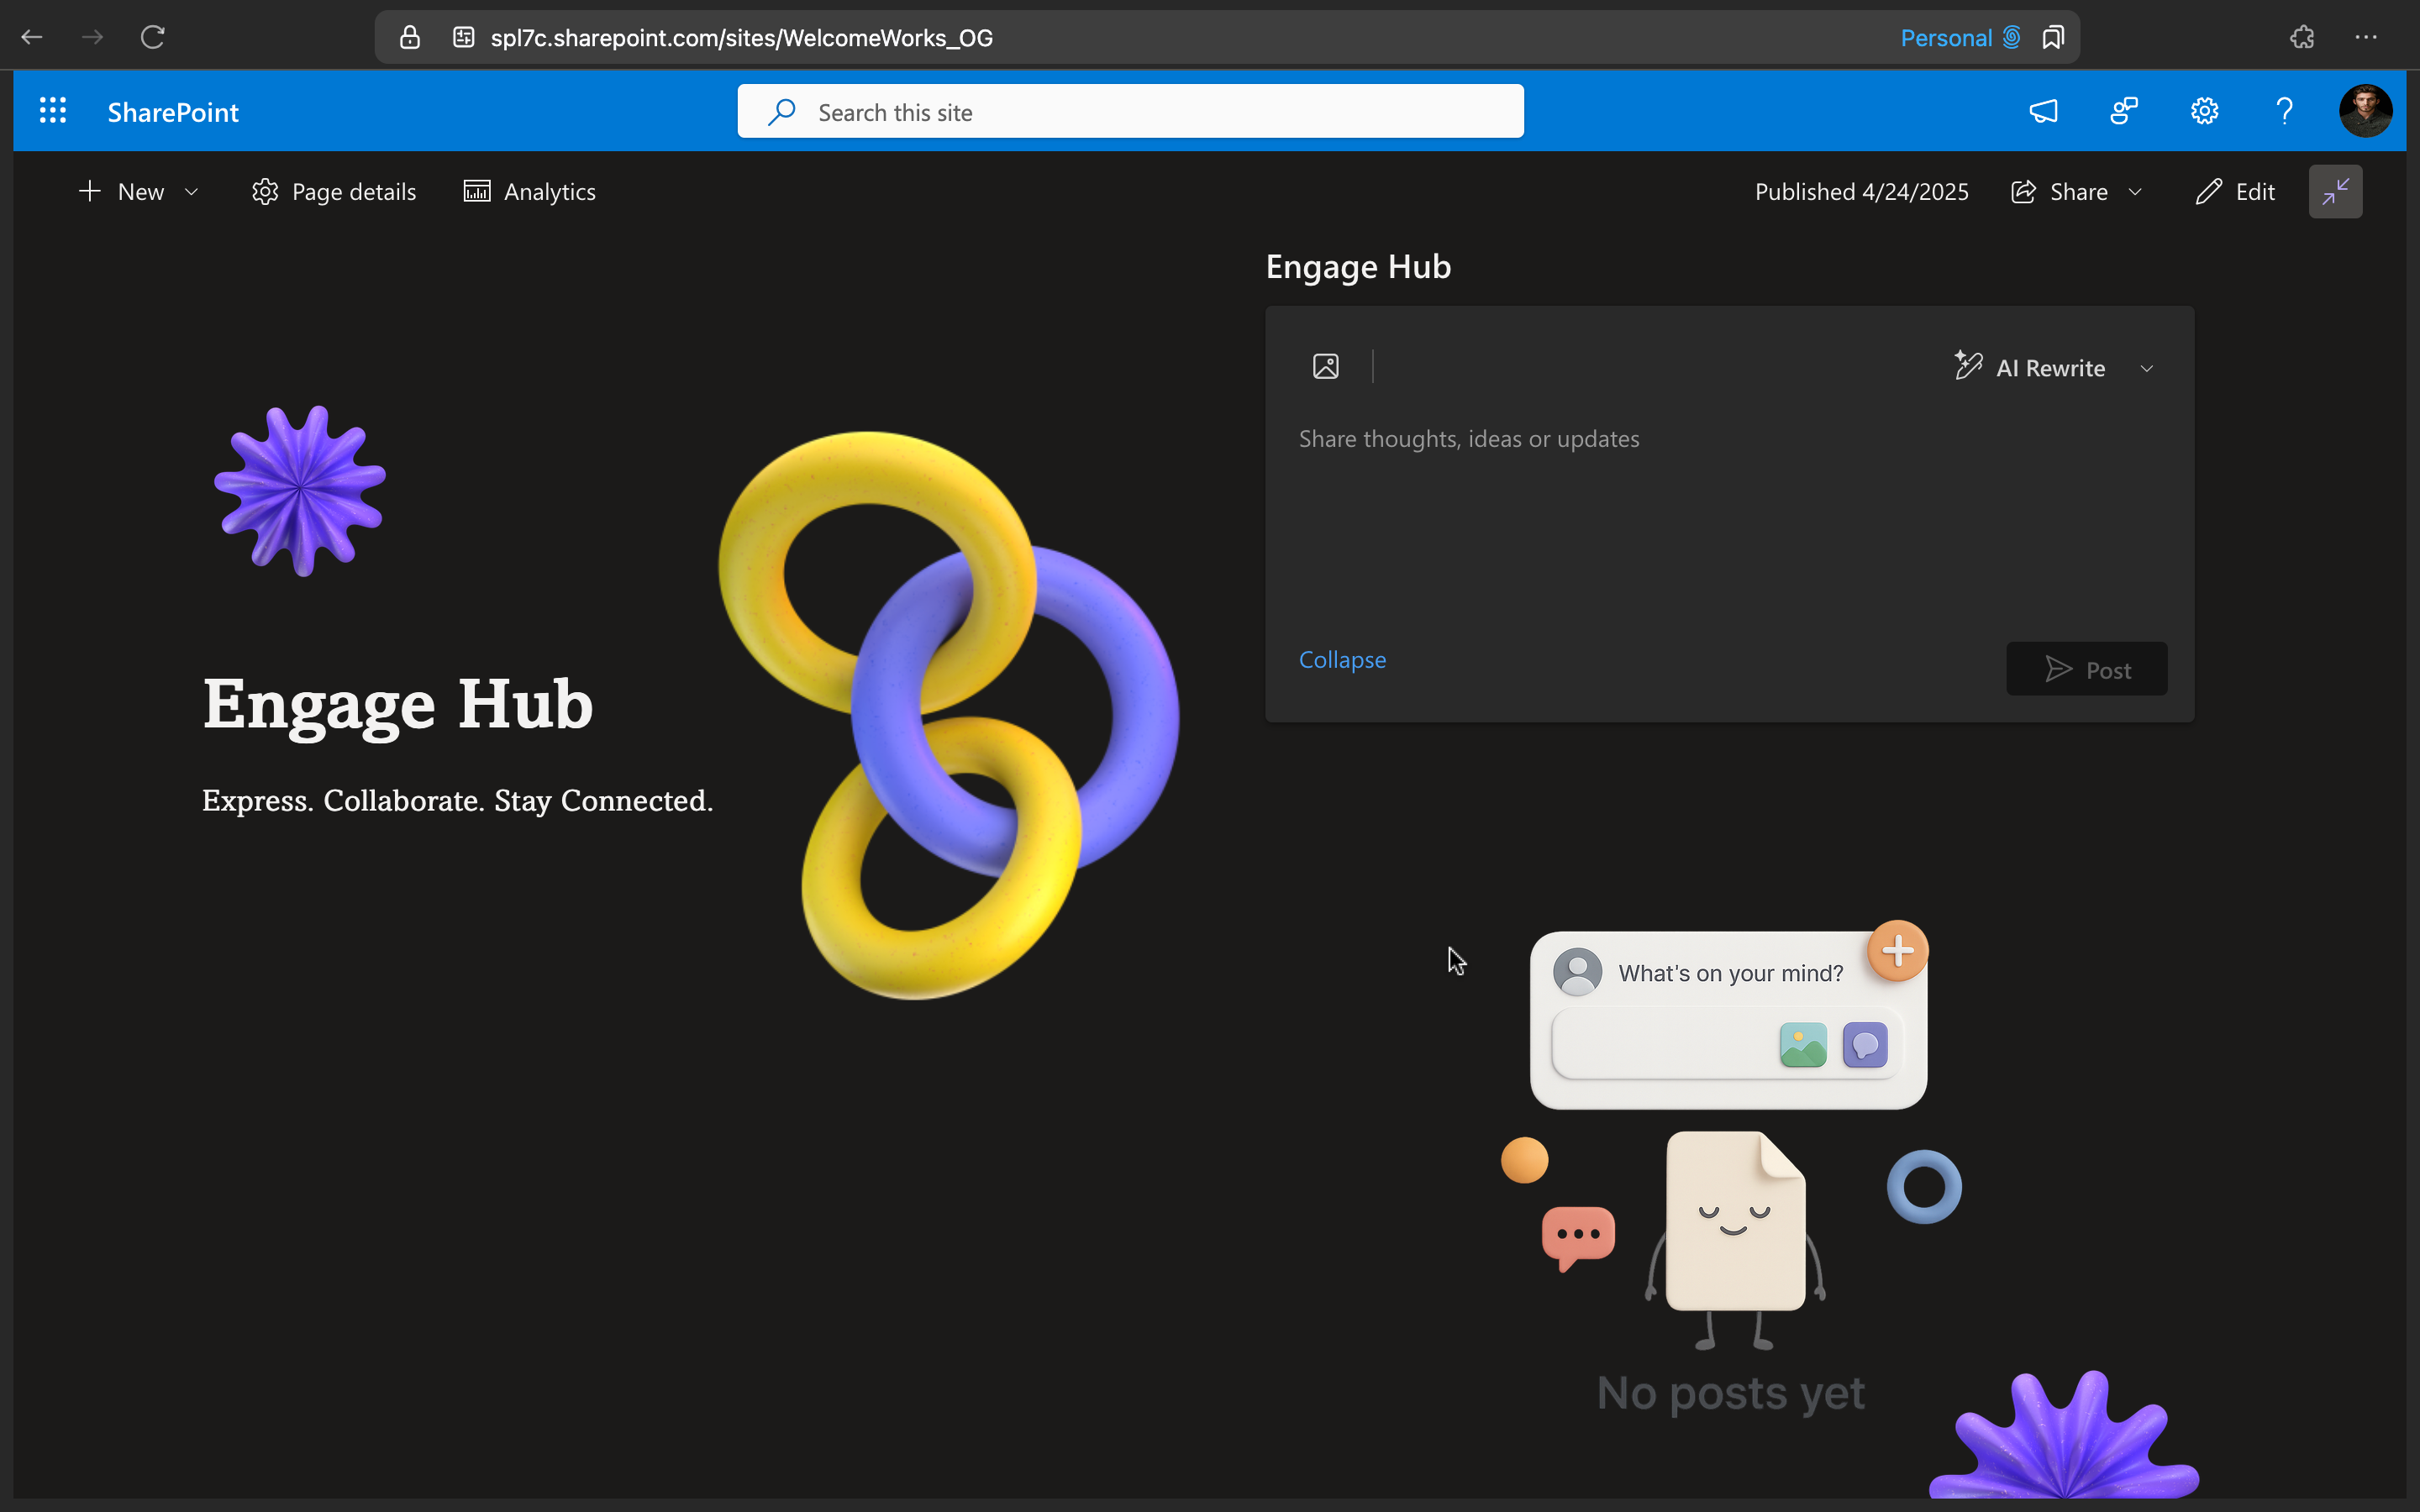 spl7c.sharepoint.com/sites/WelcomeWorks_OG
Personal
SharePoint
Search this site
New
Page details
Analytics
Published 4/24/2025
Share
Edit
Engage Hub
AI Rewrite
Share thoughts, ideas or updates
Collapse
Post
Engage Hub
Express. Collaborate. Stay Connected.
What's on your mind?
No posts yet